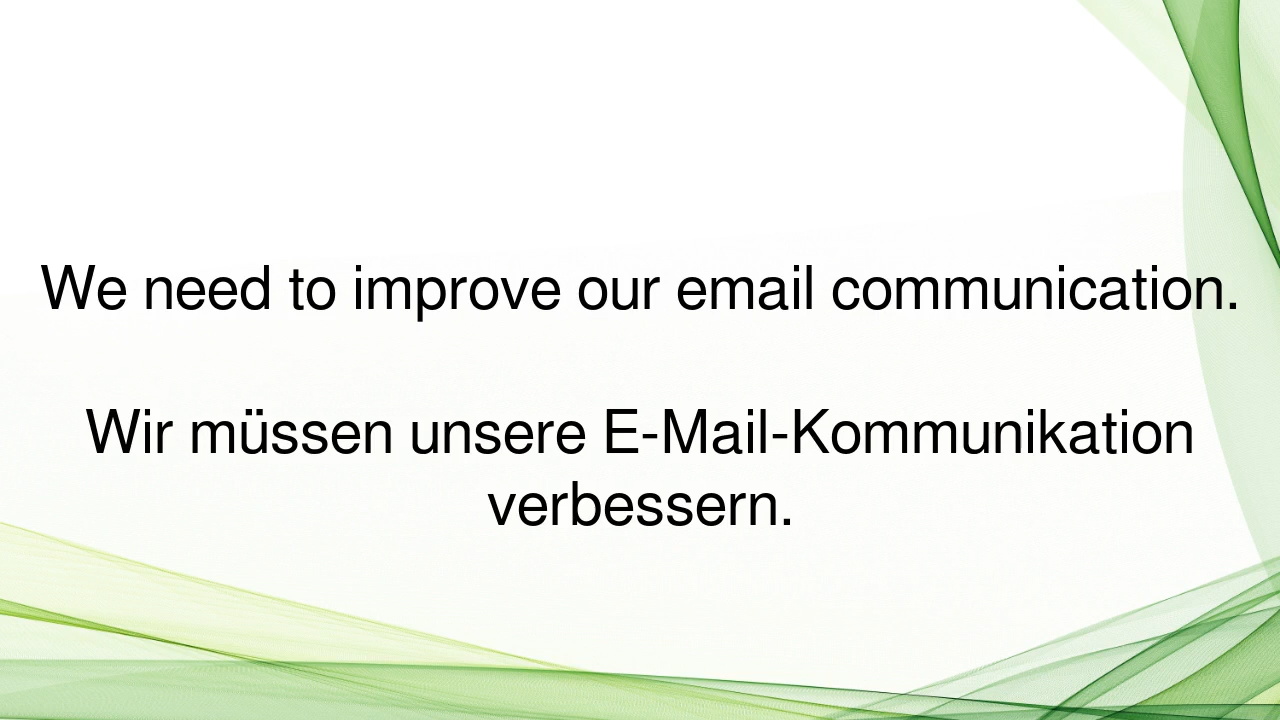 We need to improve our email communication.
Wir müssen unsere E-Mail-Kommunikation
verbessern.